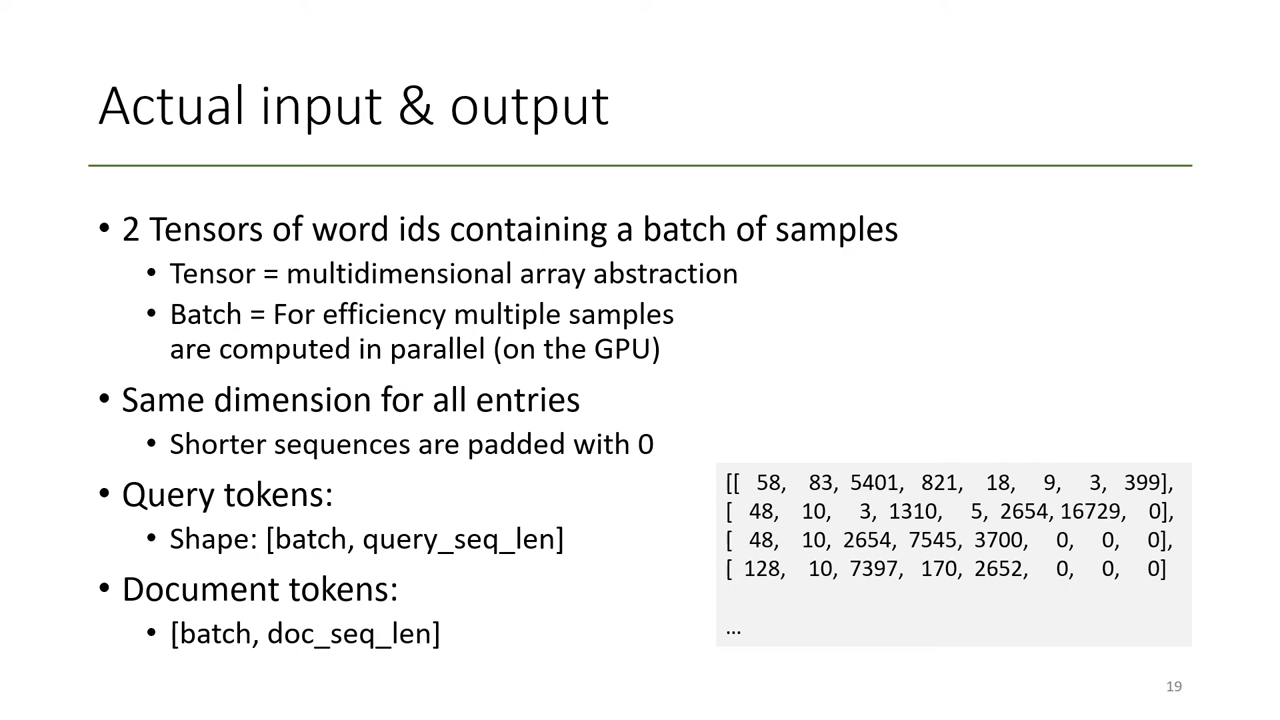 Actual input & output
• 2 Tensors of word ids containing a batch of samples
• Tensor = multidimensional array abstraction
• Batch = For efficiency multiple samples
are computed in parallel (on the GPU)
• Same dimension for all entries
• Shorter sequences are padded with 0
• Query tokens:
• Shape: [batch, query_seq_len]
• Document tokens:
• [batch, doc_seq_len]
[[ 58, 83, 5401, 821, 18, 9, 3, 399],
[ 48, 10, 3, 1310, 5, 2654, 16729, 0],
[ 48, 10, 2654, 7545, 3700, 0, 0, 0],
[ 128, 10, 7397, 170, 2652, 0, 0, 0]
...
19